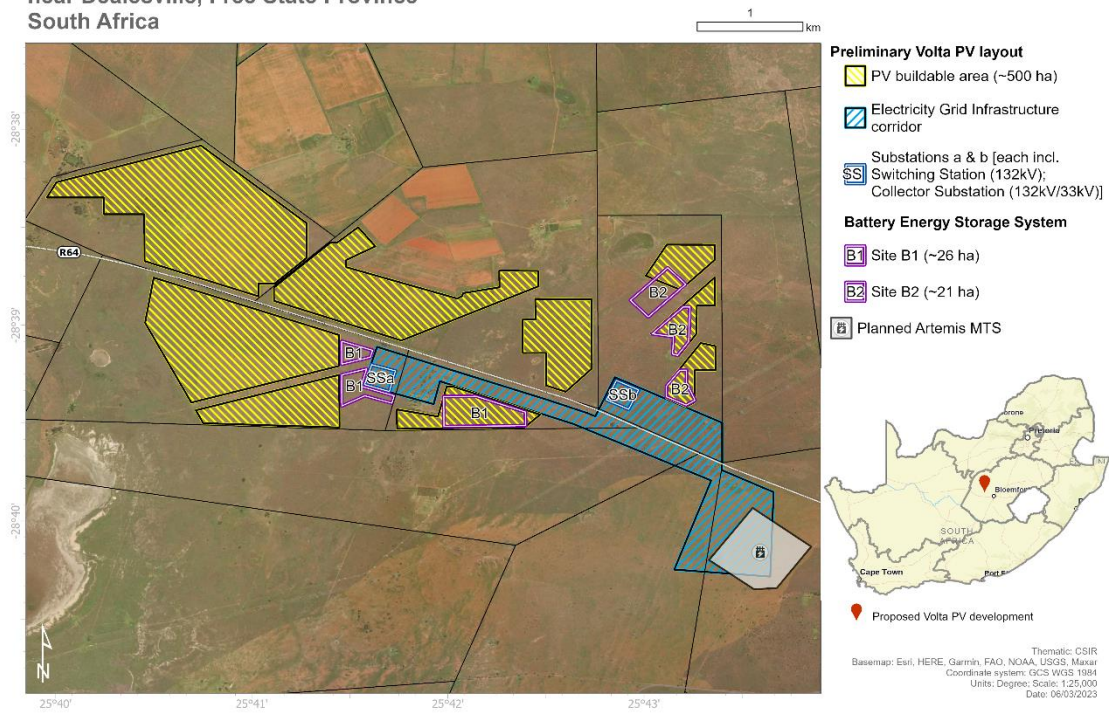 South Africa
1
km
Preliminary Volta PV layout
PV buildable area (~500 ha)
Electricity Grid Infrastructure
corridor
SS
Substations a & b [each incl.
Switching Station (132kV);
Collector Substation (132kV/33kV)]
Battery Energy Storage System
B1 Site B1 (~26 ha)
B2 Site B2 (~21 ha)
Planned Artemis MTS
-28°38'
-28°39'
-28°40'
R64
B2
B2
B1
SSa
B1
B2
SSb
B1
N
25°40'
25°41'
25°42'
25°43'
Pretoria
SOUTH
AFRICA
Cape Town
Proposed Volta PV development
Thematic: CSIR
Basemap: Esri, HERE, Garmin, FAO, NOAA, USGS, Maxar
Coordinate system: GCS WGS 1984
Units: Degree; Scale: 1:25,000
Date: 06/03/2023